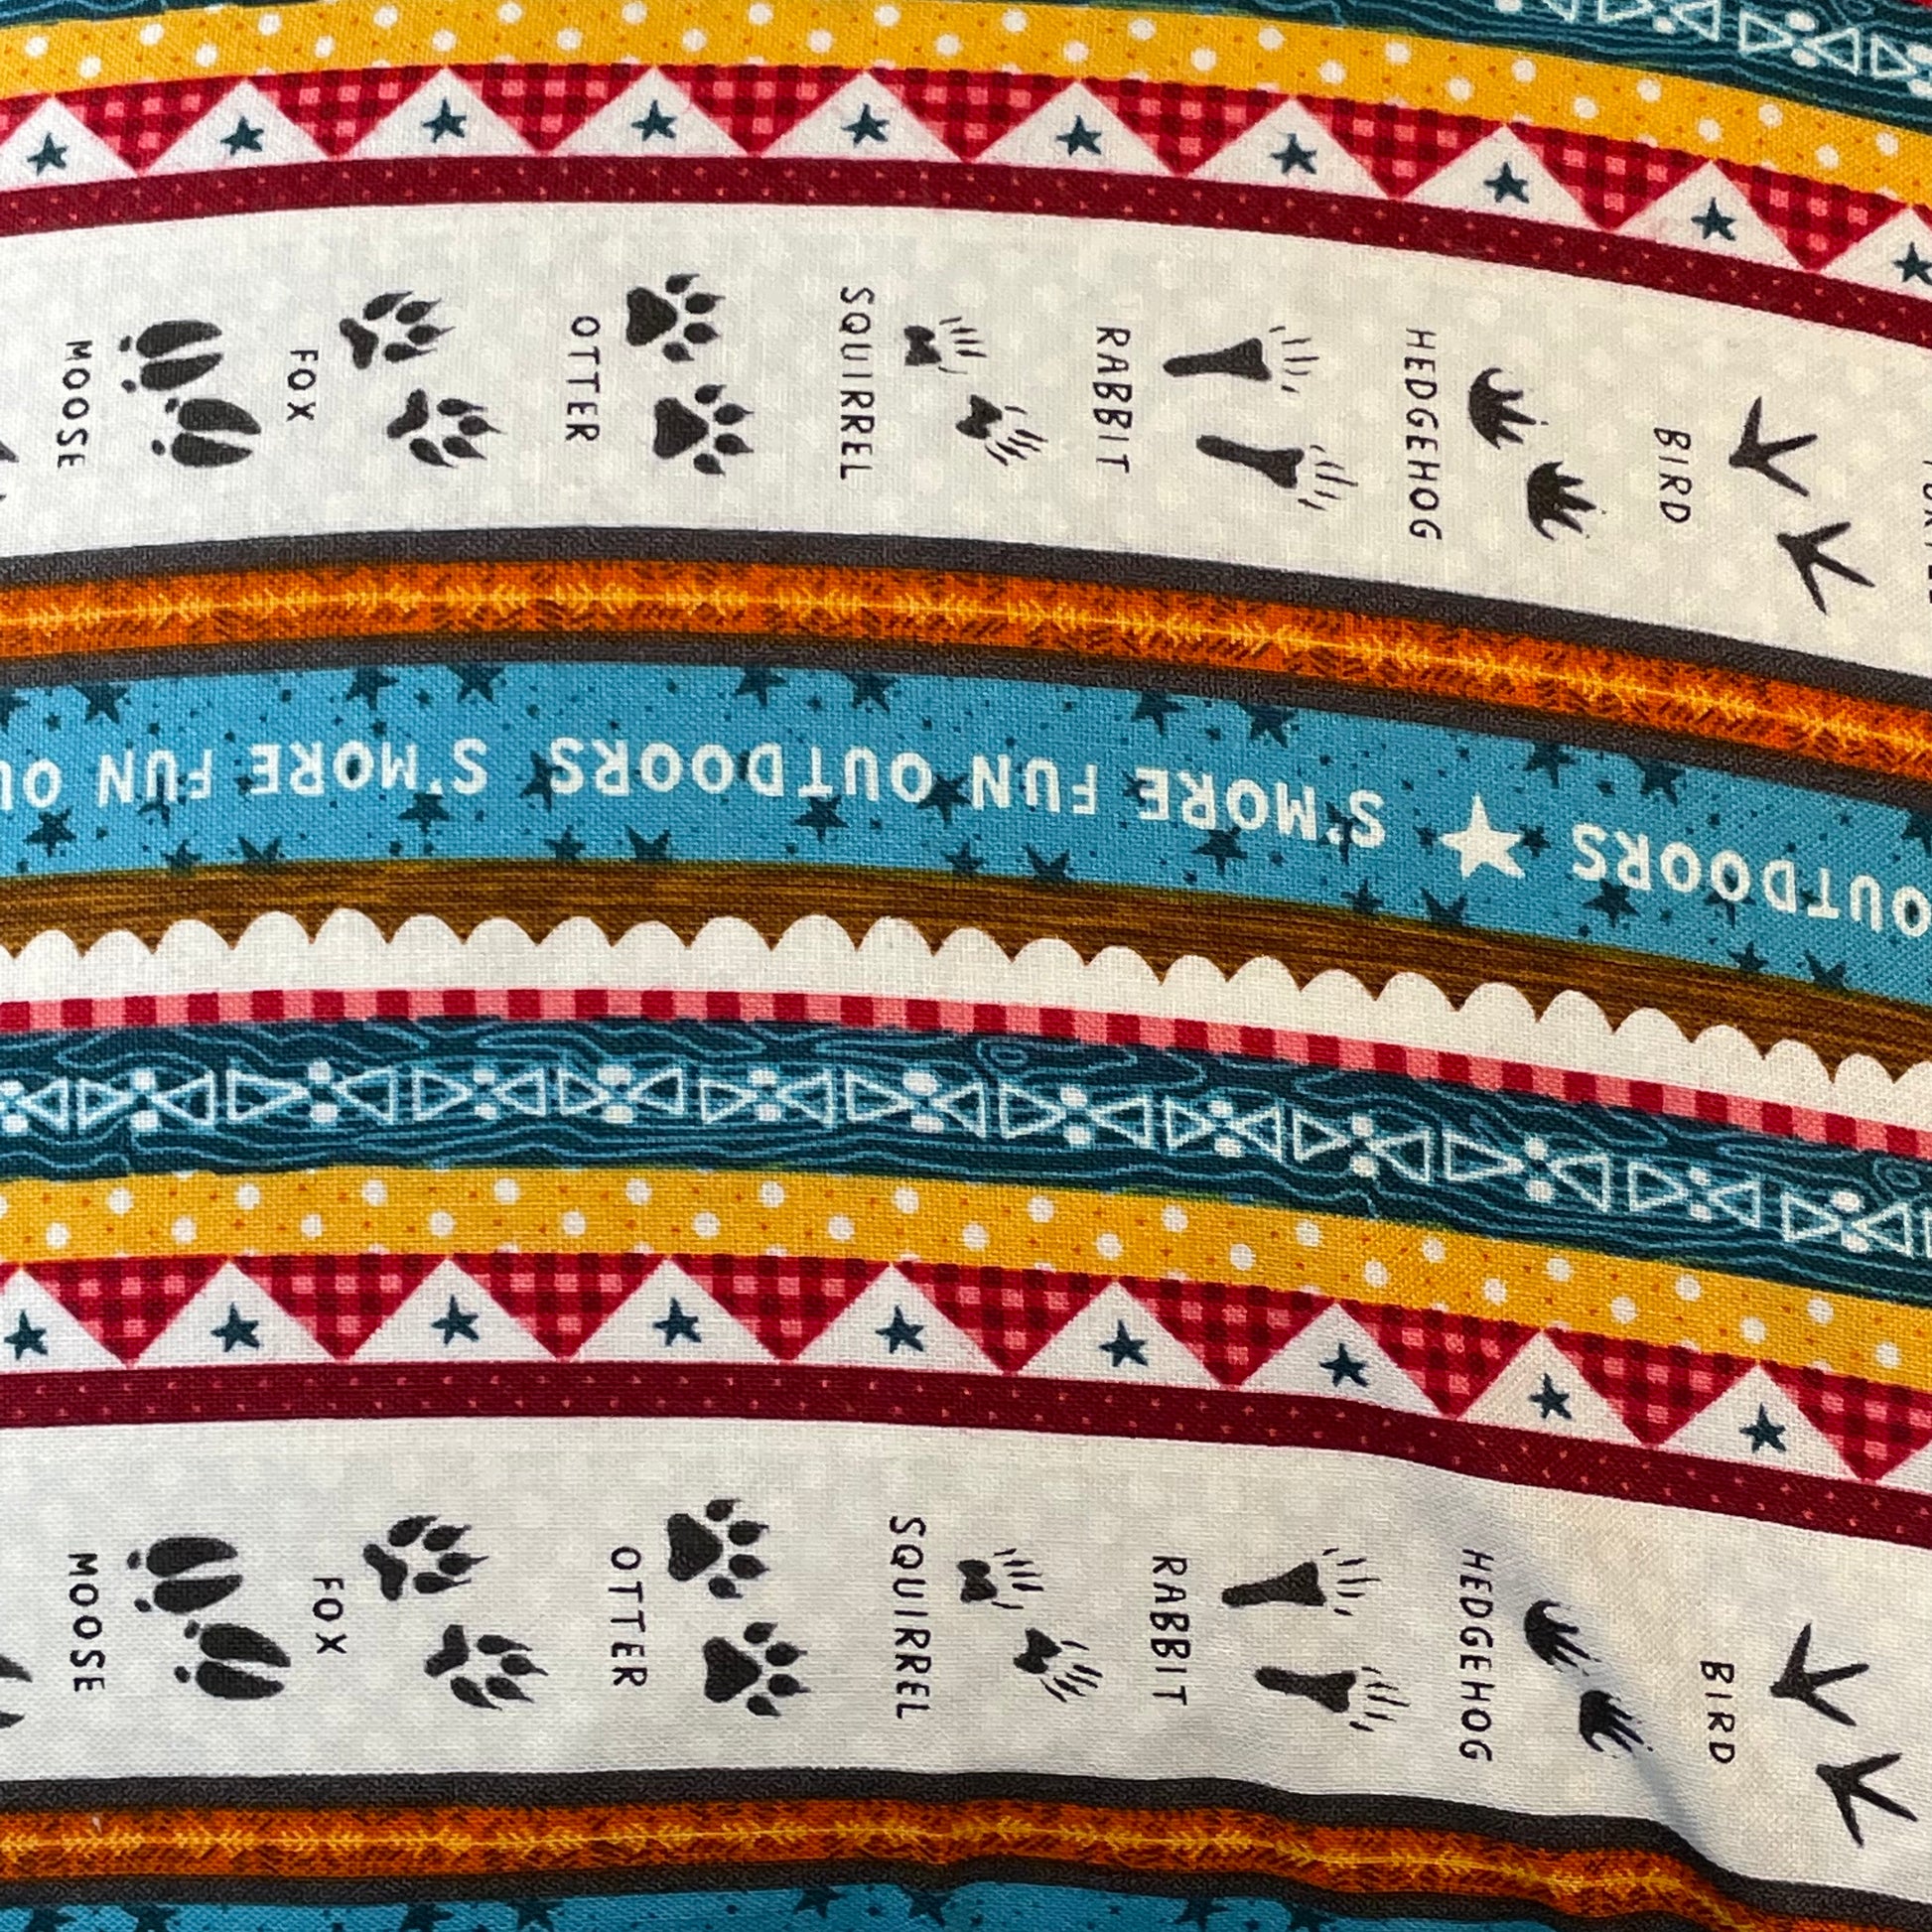 MOOSE
FOX
OTTER
SQUIRREL
RABBIT
HEDGEHOG
BIRD
OUTDOORS ★ S'MORE FUN OUTDOORS S'MORE FUN
MOOSE
FOX
OTTER
SQUIRREL
RABBIT
HEDGEHOG
BIRD